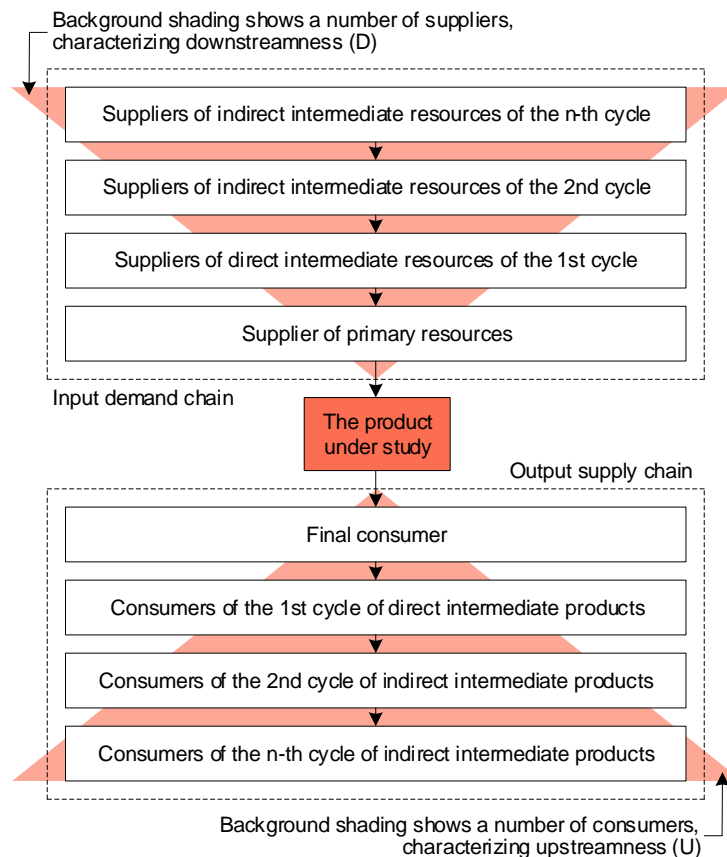 Background shading shows a number of suppliers,
characterizing downstreamness (D)
Suppliers of indirect intermediate resources of the n-th cycle
Suppliers of indirect intermediate resources of the 2nd cycle
Suppliers of direct intermediate resources of the 1st cycle
Supplier of primary resources
Input demand chain
The product
under study
Output supply chain
Final consumer
Consumers of the 1st cycle of direct intermediate products
Consumers of the 2nd cycle of indirect intermediate products
Consumers of the n-th cycle of indirect intermediate products
Background shading shows a number of consumers,
characterizing upstreamness (U)